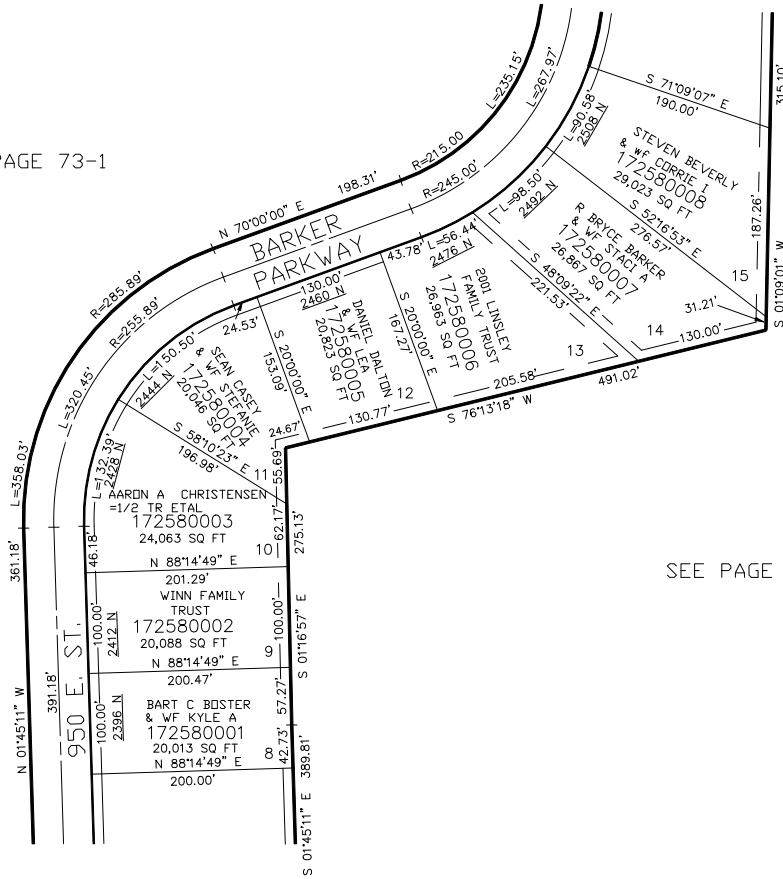 PAGE 73-1
L=235.15'
L=267.97'
R=215.00
R=245.00'
198.31'
N 70°00'00" E
BARKER
PARKWAY
R=285.89'
R=255.89'
L=320.45'
L=358.03'
361.18'
391.18'
N 01°45'11" W
950 E. ST.
315.10'
S 71°09'07" E
190.00'
L=90.58'
2508 N
STEVEN BEVERLY
& WF CORRIE I
172580008
29,023 SQ FT
S 52°16'53" E
276.57'
187.26'
15
S 01°09'01" W
L=98.50'
2492 N
R BRYCE BARKER
& WF STACI A
172580007
26,867 SQ FT
S 48°09'22" E
221.53'
31.21'
14
130.00'
43.78'
L=56.44'
2476 N
2001 LINSLEY
FAMILY TRUST
172580006
26,963 SQ FT
13
205.58'
491.02'
S 76°13'18" W
130.00'
2460 N
DANIEL DALTON
& WF LEA
172580005
20,823 SQ FT
S 20°00'00" E
167.27'
12
130.77'
24.53'
S 20°00'00" E
153.09'
24.67'
L=150.50'
2444 N
SEAN CASEY
& WF STEFANIE
172580004
20,046 SQ FT
S 58°10'23" E
196.98'
11
55.69'
L=132.39'
2428 N
AARON A CHRISTENSEN
=1/2 TR ETAL
172580003
24,063 SQ FT
10
62.17'
275.13'
46.18'
N 88°14'49" E
201.29'
WINN FAMILY
TRUST
172580002
20,088 SQ FT
100.00'
2412 N
9
100.00'
S 01°16'57" E
N 88°14'49" E
200.47'
BART C BOSTER
& WF KYLE A
172580001
20,013 SQ FT
100.00'
2396 N
8
57.27'
42.73'
N 88°14'49" E
200.00'
389.81'
S 01°45'11" E
SEE PAGE